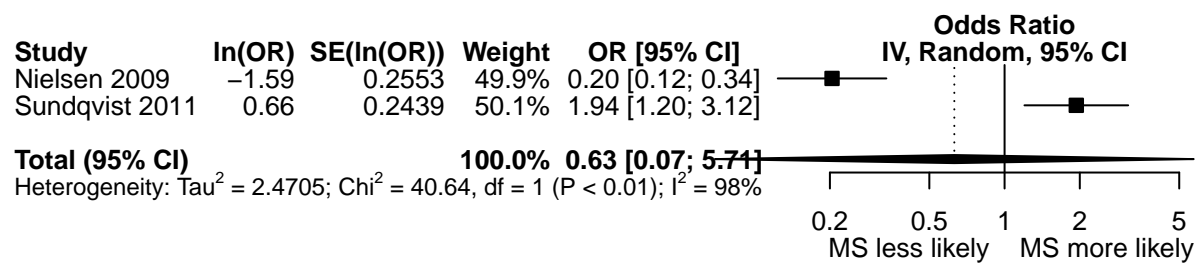 Odds Ratio
Study ln(OR) SE(ln(OR)) Weight OR [95% CI] IV, Random, 95% CI
Nielsen 2009 −1.59 0.2553 49.9% 0.20 [0.12; 0.34]
Sundqvist 2011 0.66 0.2439 50.1% 1.94 [1.20; 3.12]
Total (95% CI) 100.0% 0.63 [0.07; 5.71]
Heterogeneity: Tau² = 2.4705; Chi² = 40.64, df = 1 (P < 0.01); I² = 98%
0.2 0.5 1 2 5
MS less likely MS more likely